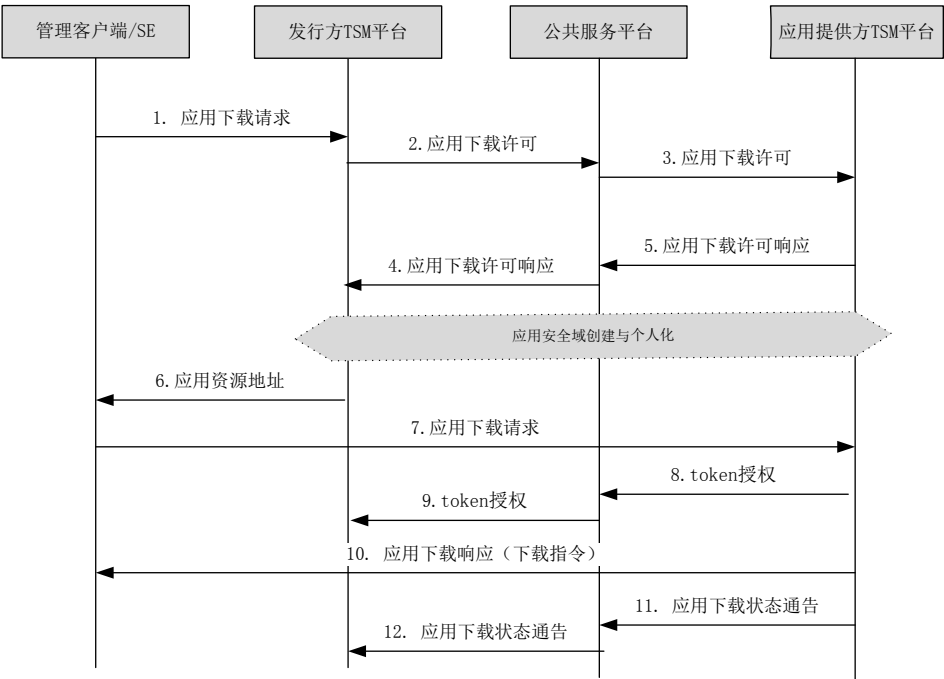 管理客户端/SE
发行方TSM平台
公共服务平台
应用提供方TSM平台
1. 应用下载请求
2.应用下载许可
3.应用下载许可
5.应用下载许可响应
4.应用下载许可响应
应用安全域创建与个人化
6.应用资源地址
7.应用下载请求
8.token授权
9.token授权
10. 应用下载响应（下载指令）
11. 应用下载状态通告
12. 应用下载状态通告